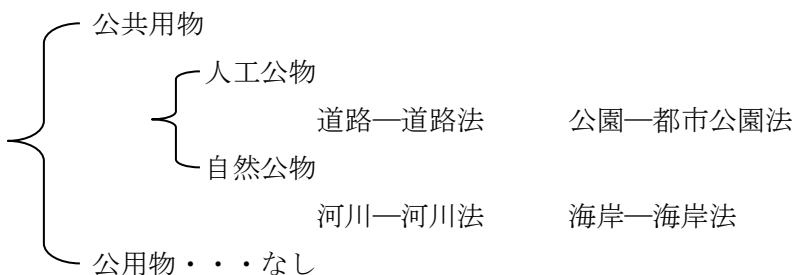 公共用物
人工公物
道路―道路法　　　公園―都市公園法
自然公物
河川―河川法　　　海岸―海岸法
公用物・・・なし